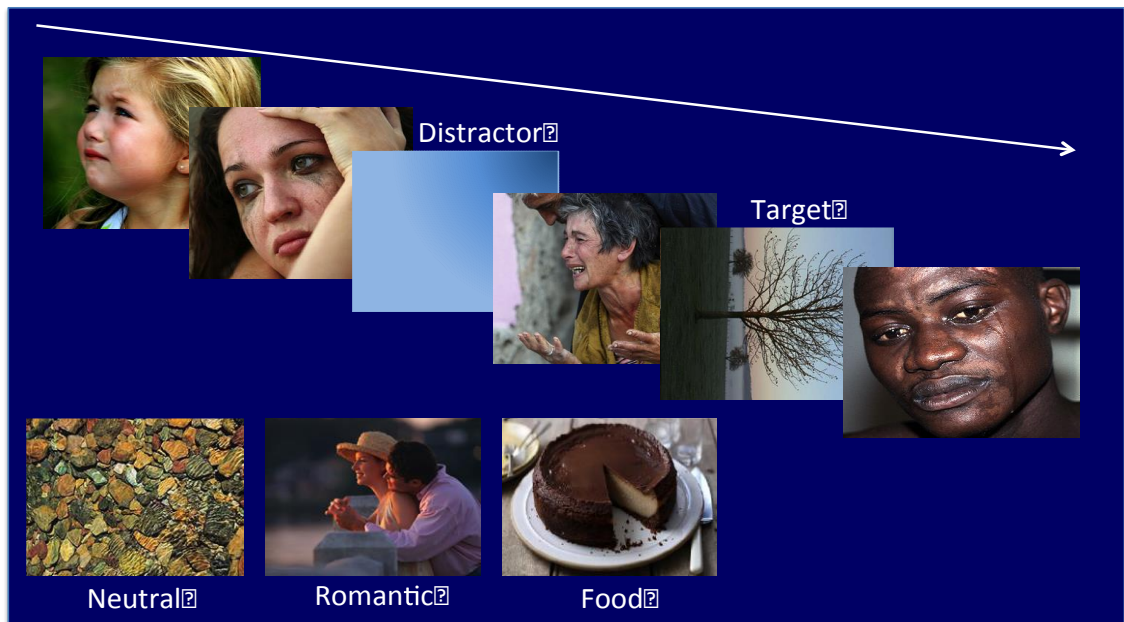 Distractor⍰
Target⍰
Neutral⍰
Romantic⍰
Food⍰